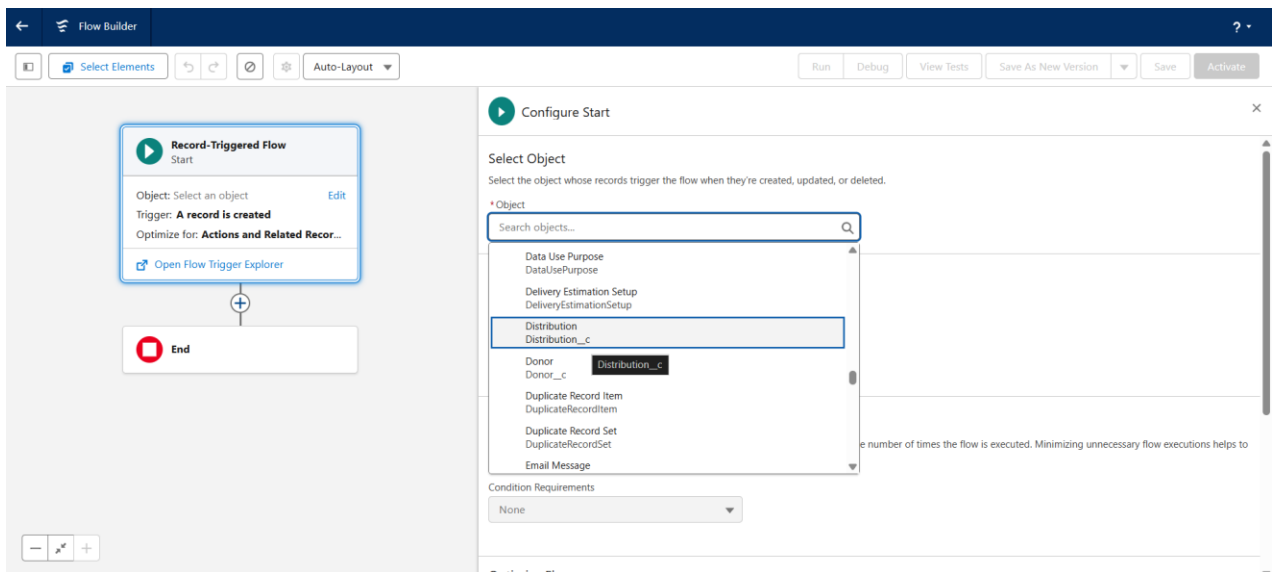 Flow Builder
?
Select Elements
Auto-Layout
Run
Debug
View Tests
Save As New Version
Save
Activate
Record-Triggered Flow
Start
Object: Select an object
Edit
Trigger: A record is created
Optimize for: Actions and Related Recor...
Open Flow Trigger Explorer
End
Configure Start
Select Object
Select the object whose records trigger the flow when they're created, updated, or deleted.
*Object
Search objects...
Data Use Purpose
DataUsePurpose
Delivery Estimation Setup
DeliveryEstimationSetup
Distribution
Distribution__c
Donor
Distribution__c
Donor__c
Duplicate Record Item
DuplicateRecordItem
Duplicate Record Set
DuplicateRecordSet
Email Message
e number of times the flow is executed. Minimizing unnecessary flow executions helps to
Condition Requirements
None